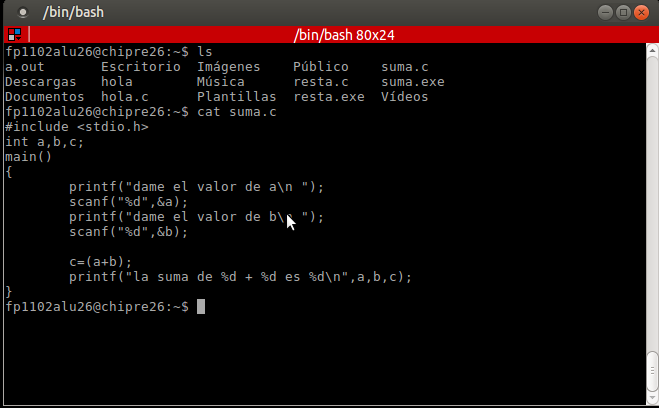 /bin/bash
/bin/bash 80x24
fp1102alu26@chipre26:~$ ls
a.out       Escritorio  Imágenes    Público     suma.c
Descargas   hola        Música      resta.c     suma.exe
Documentos  hola.c      Plantillas  resta.exe   Vídeos
fp1102alu26@chipre26:~$ cat suma.c
#include <stdio.h>
int a,b,c;
main()
{
        printf("dame el valor de a\n ");
        scanf("%d",&a);
        printf("dame el valor de b\n ");
        scanf("%d",&b);

        c=(a+b);
        printf("la suma de %d + %d es %d\n",a,b,c);
}
fp1102alu26@chipre26:~$